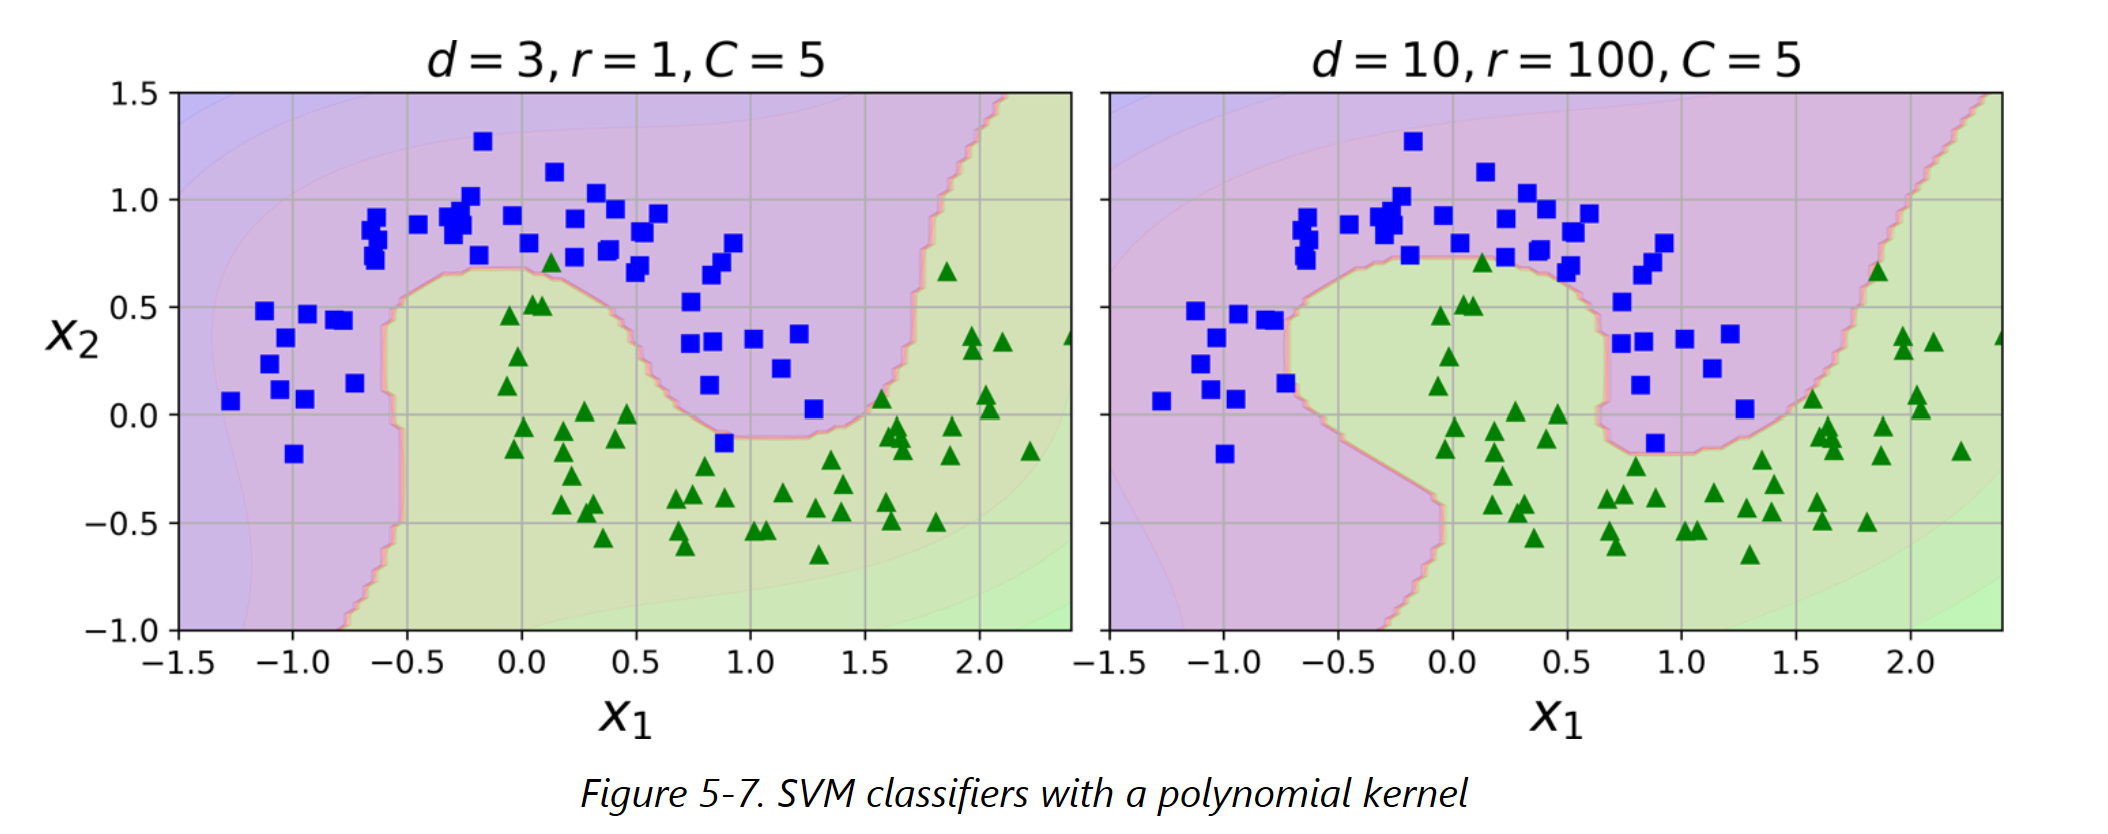 d = 3, r = 1, C = 5
d = 10, r = 100, C = 5
1.5
1.0
0.5
0.0
−0.5
−1.0
x₂
−1.5 −1.0 −0.5 0.0 0.5 1.0 1.5 2.0
−1.5 −1.0 −0.5 0.0 0.5 1.0 1.5 2.0
x₁
x₁
Figure 5-7. SVM classifiers with a polynomial kernel